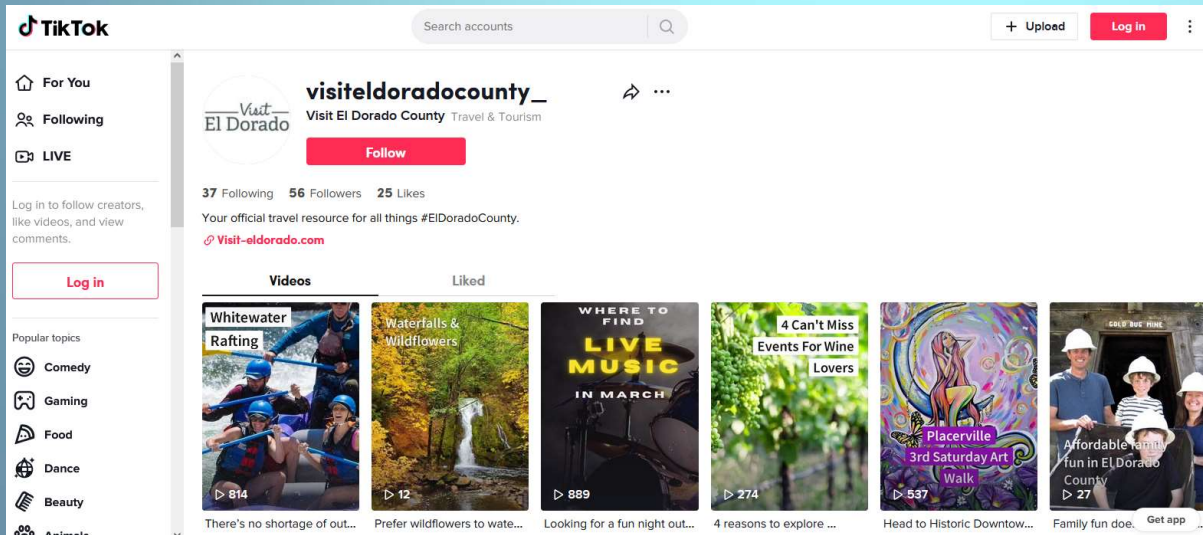 TikTok
Search accounts
Upload
Log in
For You
Following
LIVE
Log in to follow creators,
like videos, and view
comments.
Log in
Popular topics
Comedy
Gaming
Food
Dance
Beauty
Animals
Visit
El Dorado
visiteldoradocounty_
Visit El Dorado County Travel & Tourism
Follow
37 Following 56 Followers 25 Likes
Your official travel resource for all things #ElDoradoCounty.
Visit-eldorado.com
Videos Liked
Whitewater
Rafting
814
There's no shortage of out...
Waterfalls &
Wildflowers
12
Prefer wildflowers to wate...
WHERE TO
FIND
LIVE
MUSIC
IN MARCH
889
Looking for a fun night out...
4 Can't Miss
Events For Wine
Lovers
274
4 reasons to explore ...
Placerville
3rd Saturday Art
Walk
537
Head to Historic Downtow...
GOLD BUG MINE
Affordable family
fun in El Dorado
County
27
Family fun doe
Get app